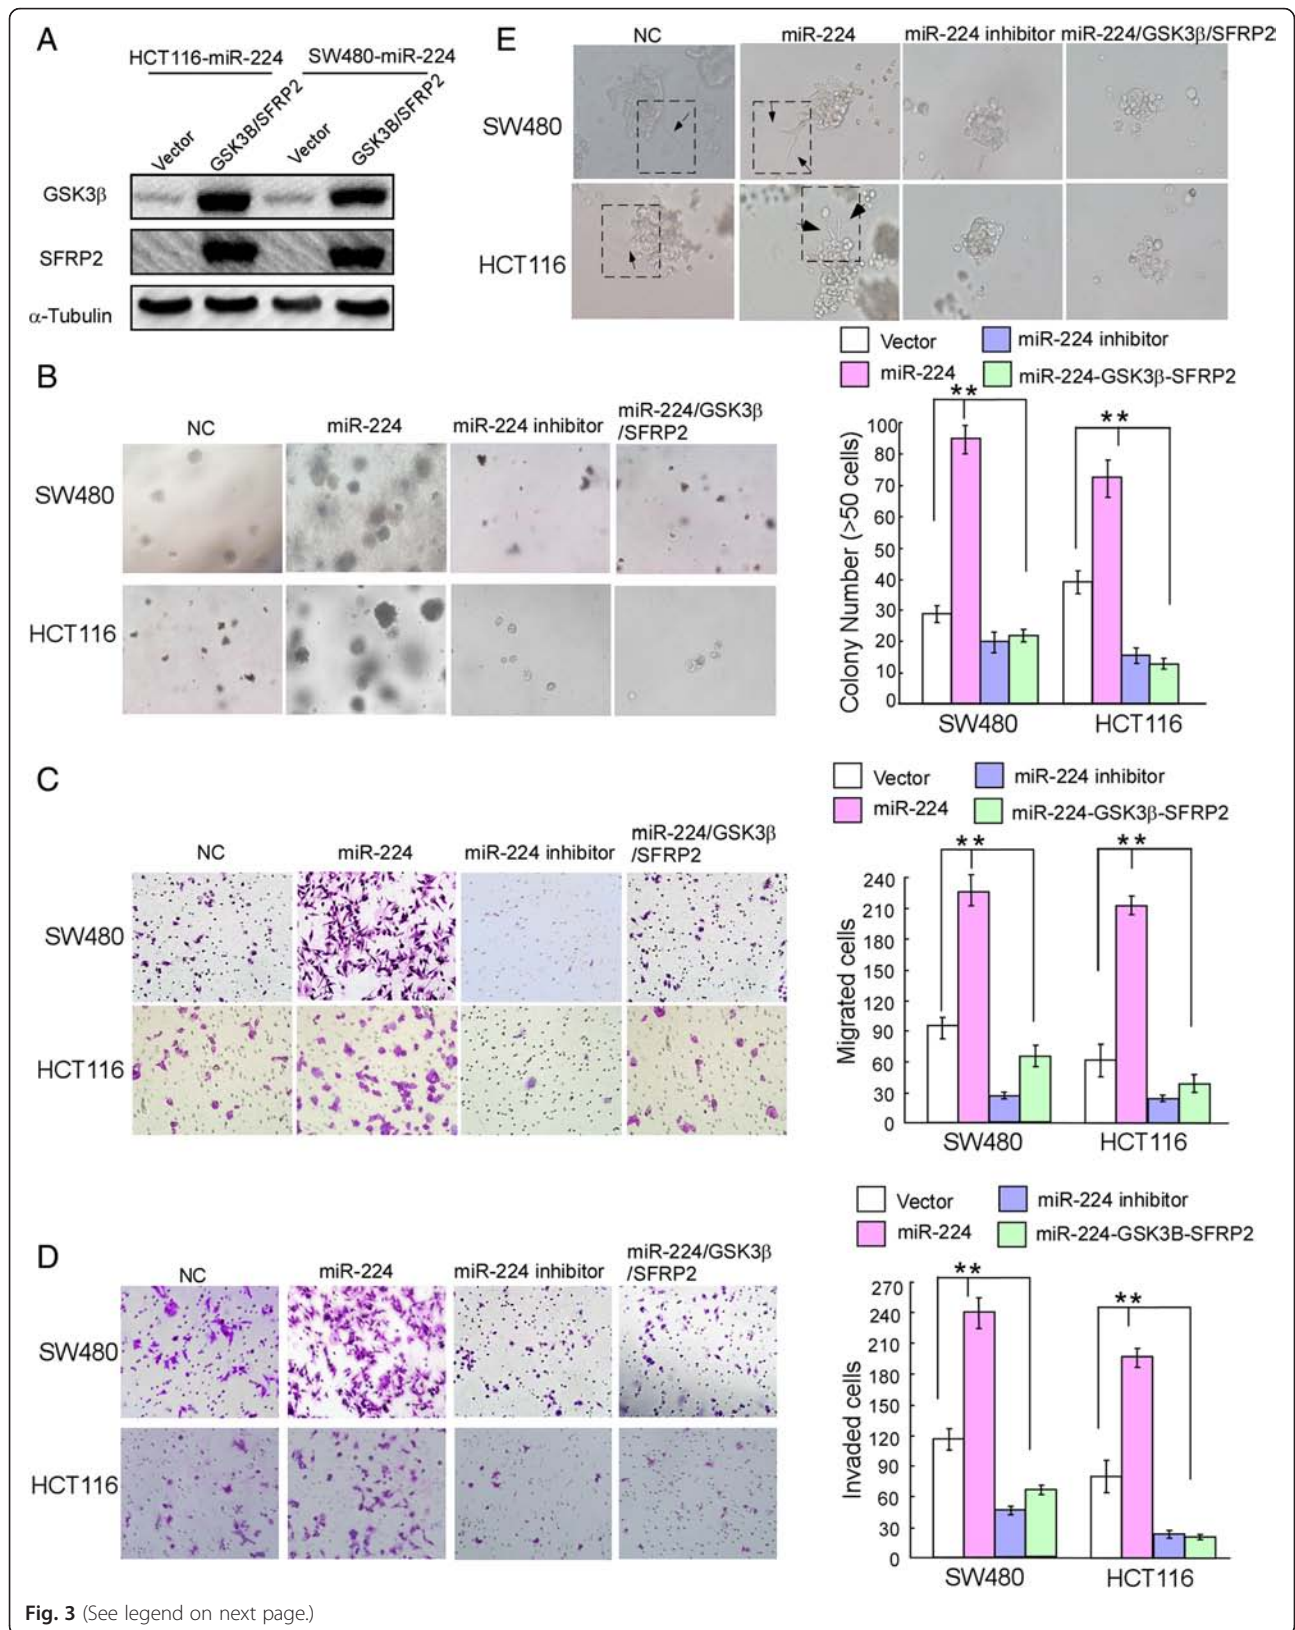 A
HCT116-miR-224 SW480-miR-224
Vector GSK3B/SFRP2 Vector GSK3B/SFRP2
GSK3β
SFRP2
α-Tubulin
E
NC miR-224 miR-224 inhibitor miR-224/GSK3β/SFRP2
SW480
HCT116
B
NC miR-224 miR-224 inhibitor miR-224/GSK3β
/SFRP2
SW480
HCT116
Vector miR-224 inhibitor
miR-224 miR-224-GSK3β-SFRP2
** **
Colony Number (>50 cells)
100
80
70
60
50
40
30
20
10
0
SW480 HCT116
C
NC miR-224 miR-224 inhibitor miR-224/GSK3β
/SFRP2
SW480
HCT116
Vector miR-224 inhibitor
miR-224 miR-224-GSK3β-SFRP2
** **
Migrated cells
240
210
180
150
120
90
60
30
0
SW480 HCT116
D
NC miR-224 miR-224 inhibitor miR-224/GSK3β
/SFRP2
SW480
HCT116
Vector miR-224 inhibitor
miR-224 miR-224-GSK3B-SFRP2
** **
Invaded cells
270
240
210
180
150
120
90
60
30
0
SW480 HCT116
Fig. 3 (See legend on next page.)